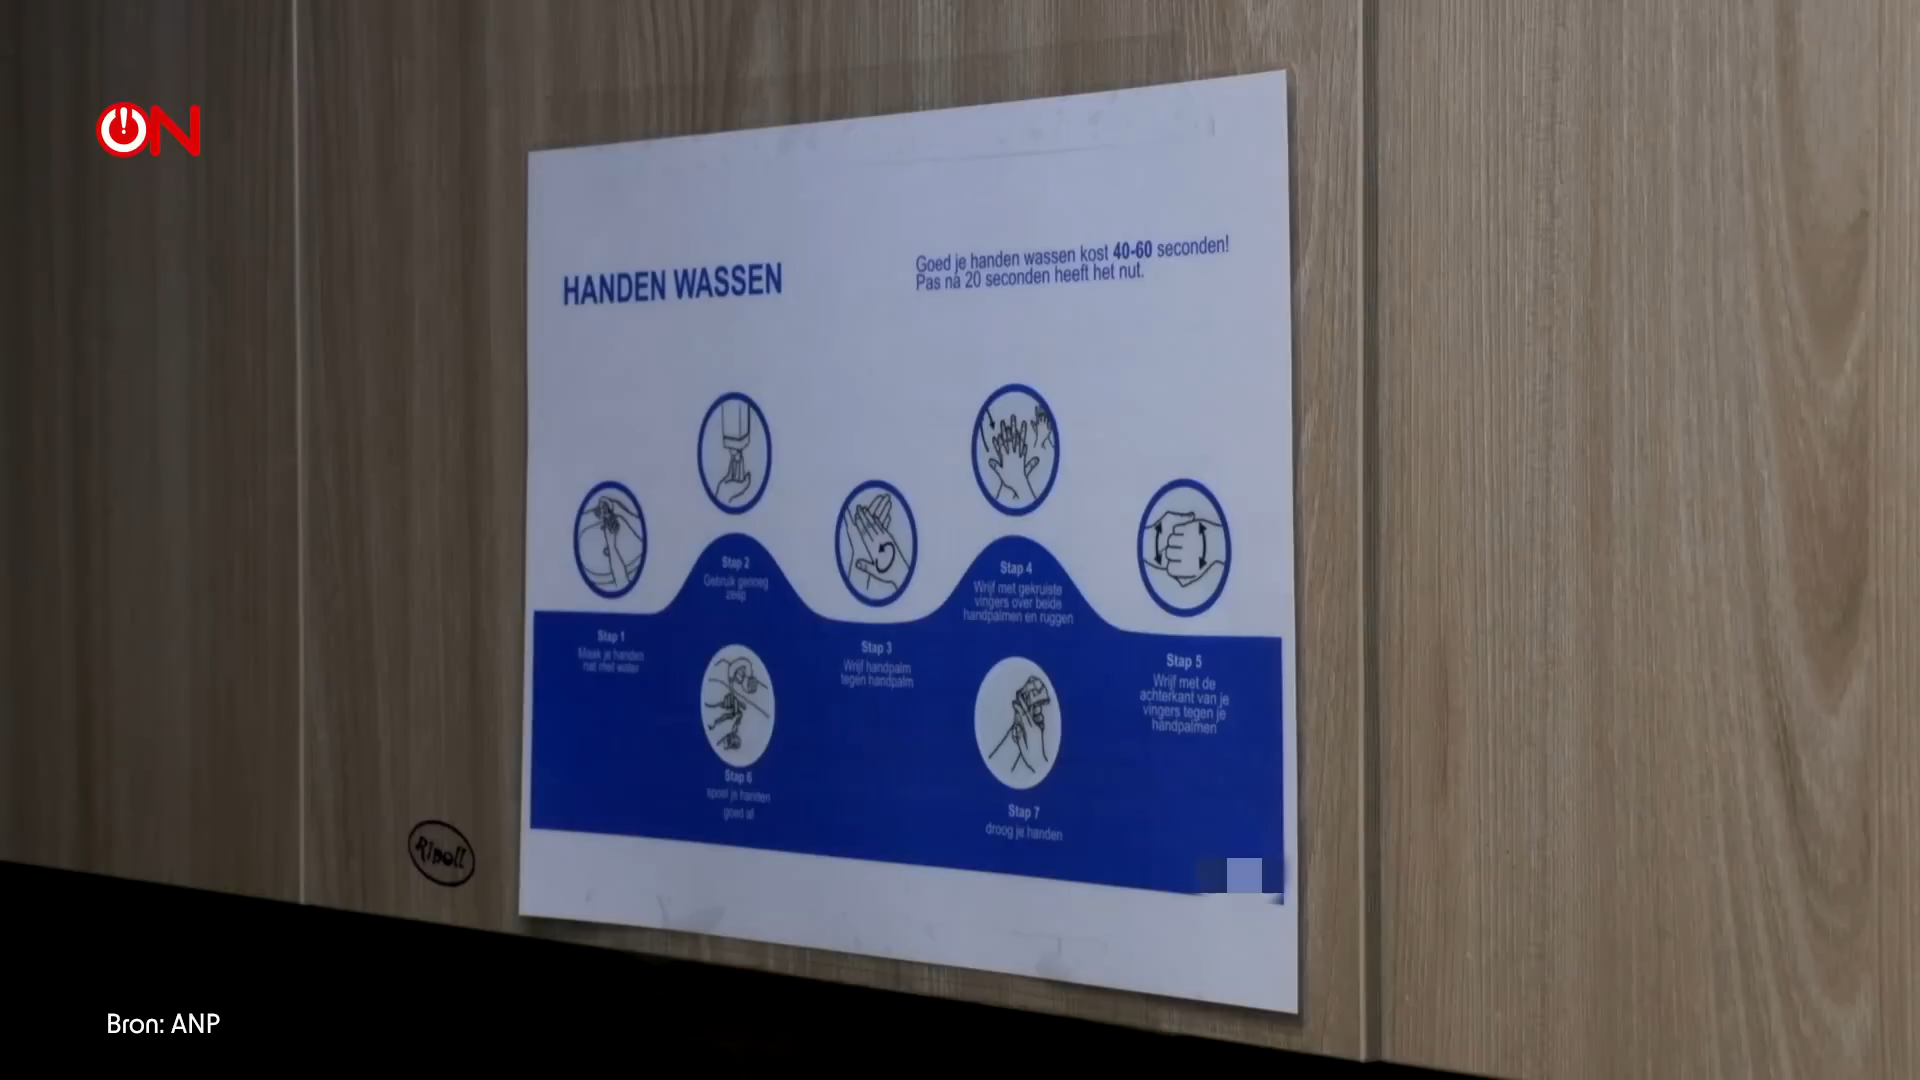 ON
HANDEN WASSEN
Goed je handen wassen kost 40-60 seconden!
Pas ná 20 seconden heeft het nut.
Stap 1
Maak je handen
nat met water
Stap 2
Gebruik genoeg
zeep
Stap 3
Wrijf handpalm
tegen handpalm
Stap 4
Wrijf met gekruiste
vingers over beide
handpalmen en ruggen
Stap 5
Wrijf met de
achterkant van je
vingers tegen je
handpalmen
Stap 6
spoel je handen
goed af
Stap 7
droog je handen
Ripoll
Bron: ANP